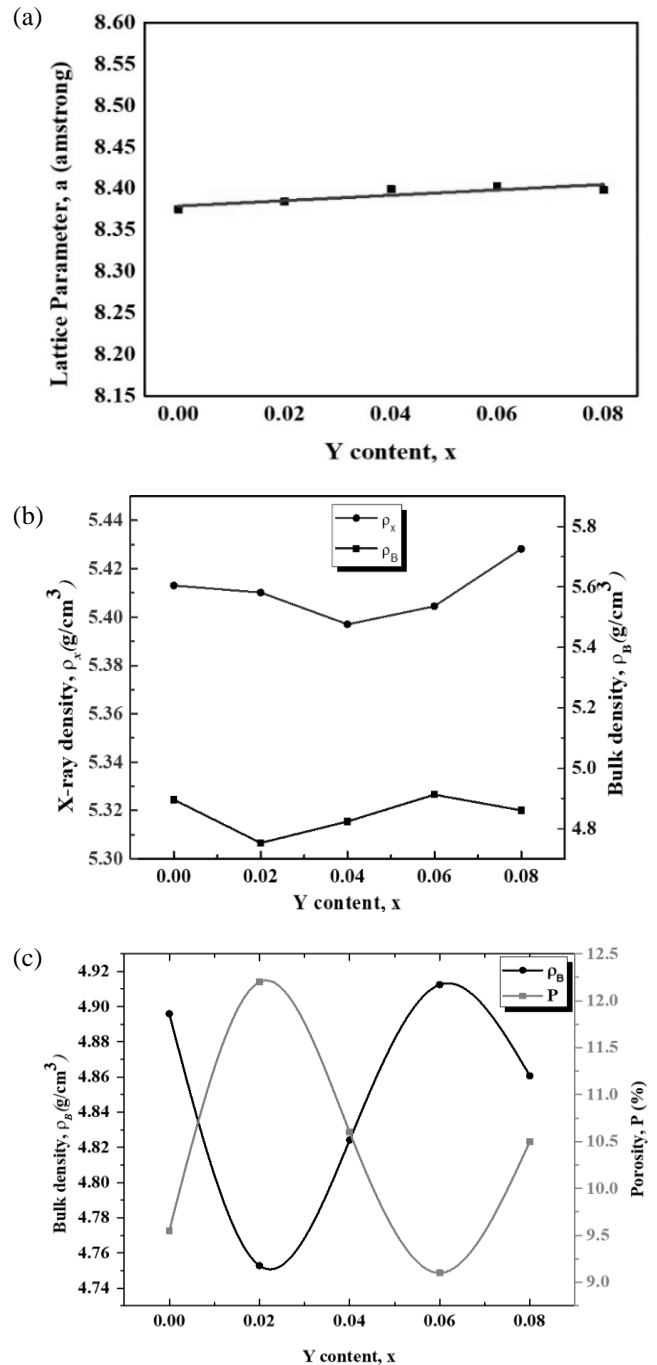 (a)
8.60
8.55
8.50
8.45
8.40
8.35
8.30
8.25
8.20
8.15
Lattice Parameter, a (amstrong)
0.00 0.02 0.04 0.06 0.08
Y content, x
(b)
5.44
5.42
5.40
5.38
5.36
5.34
5.32
5.30
X-ray density, ρx(g/cm3)
ρx
ρB
5.8
5.6
5.4
5.2
5.0
4.8
Bulk density, ρB(g/cm3)
0.00 0.02 0.04 0.06 0.08
Y content, x
(c)
4.92
4.90
4.88
4.86
4.84
4.82
4.80
4.78
4.76
4.74
Bulk density, ρB(g/cm3)
ρB
P
12.5
12.0
11.5
11.0
10.5
10.0
9.5
9.0
Porosity, P (%)
0.00 0.02 0.04 0.06 0.08
Y content, x